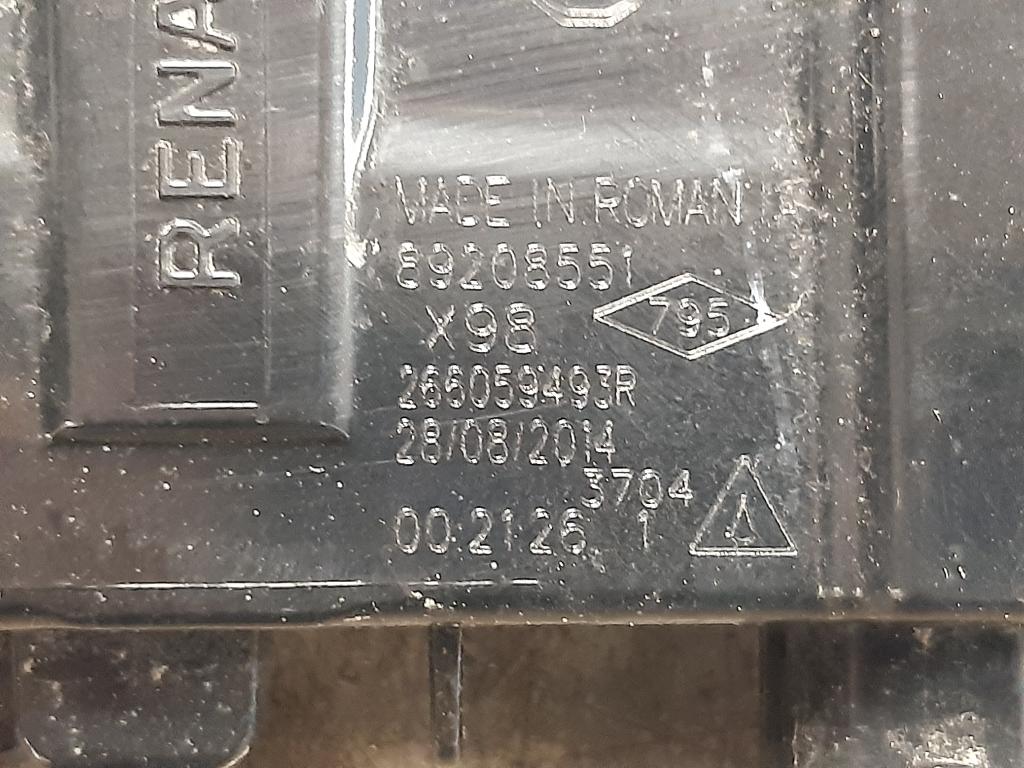 RENA
MADE IN ROMANIA
89208551
X98
795
266059493R
28/08/2014
3704
00:21:26 1